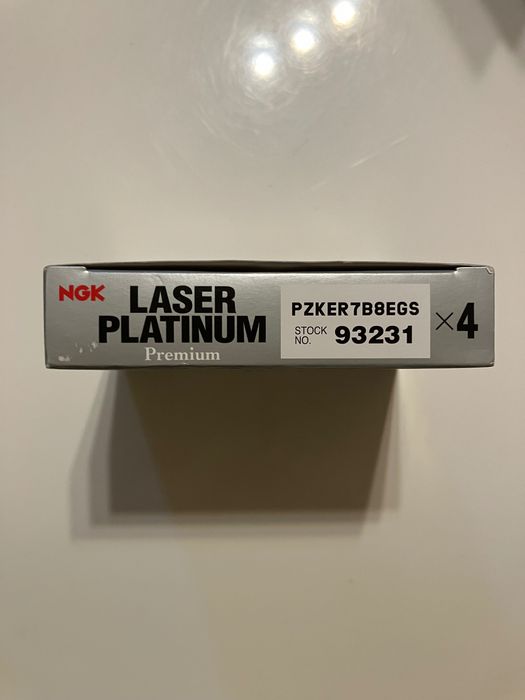 NGK
LASER
PLATINUM
Premium
PZKER7B8EGS
STOCK
NO. 93231
×4